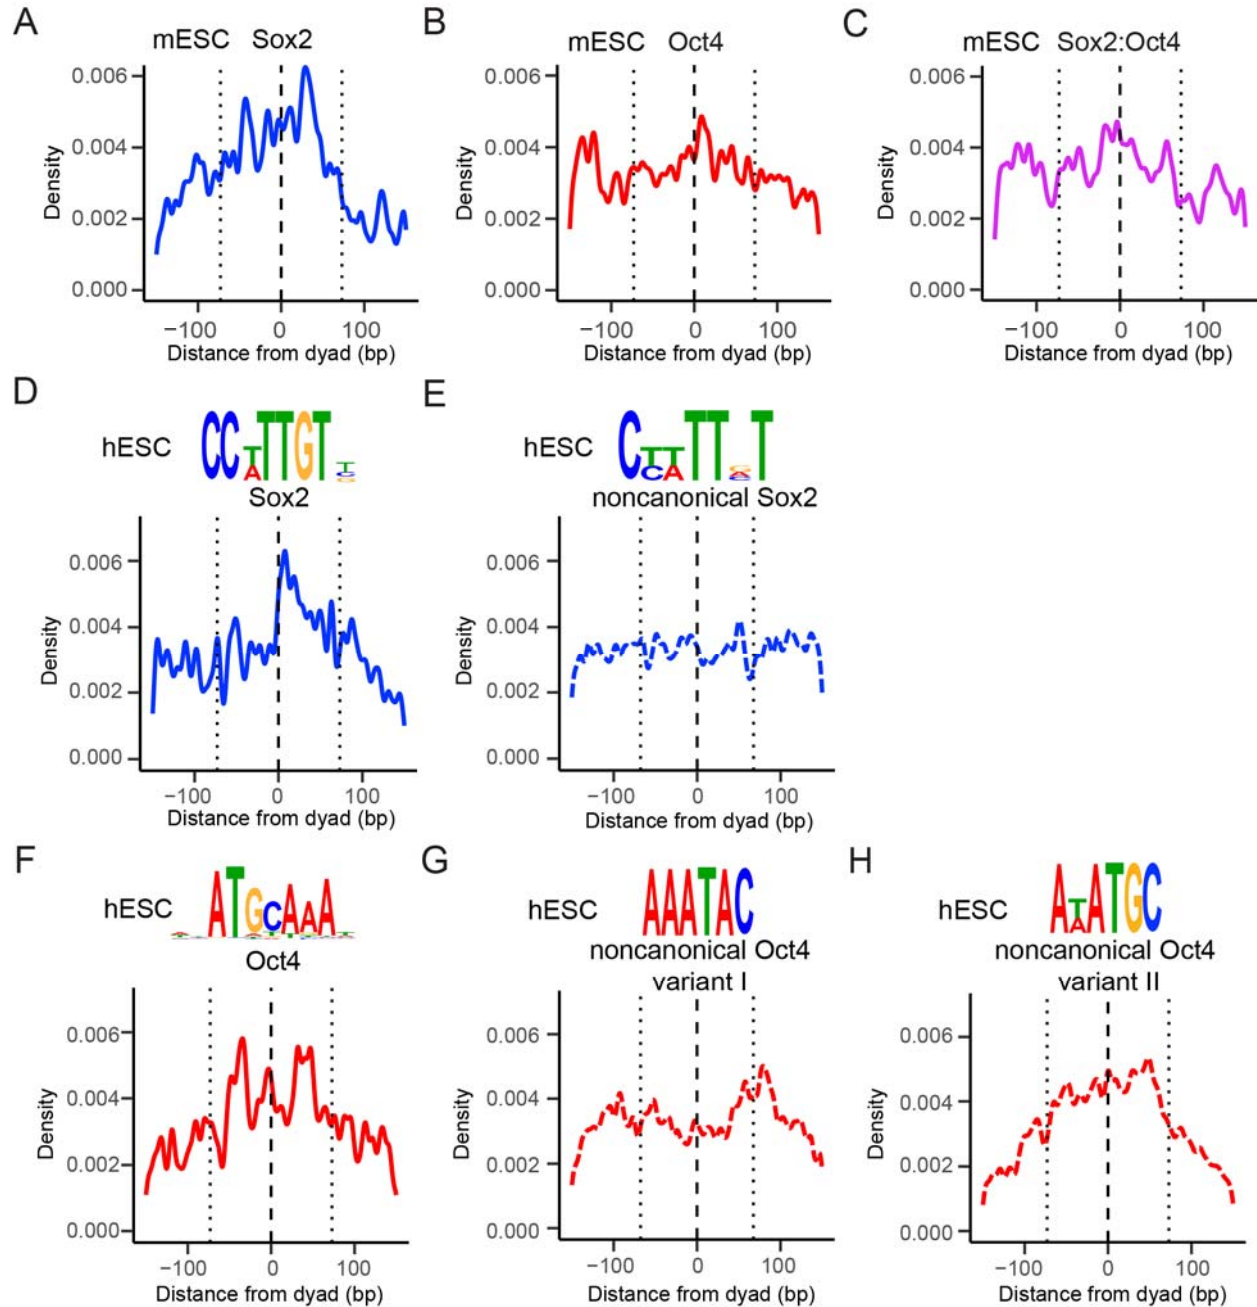 A
mESC Sox2
0.006
0.004
0.002
0.000
Density
−100 0 100
Distance from dyad (bp)
B
mESC Oct4
0.006
0.004
0.002
0.000
Density
−100 0 100
Distance from dyad (bp)
C
mESC Sox2:Oct4
0.006
0.004
0.002
0.000
Density
−100 0 100
Distance from dyad (bp)
D
hESC
CCTTTGTT
A C
G
Sox2
0.006
0.004
0.002
0.000
Density
−100 0 100
Distance from dyad (bp)
E
hESC
CTTTTGT
CA A
C
noncanonical Sox2
0.006
0.004
0.002
0.000
Density
−100 0 100
Distance from dyad (bp)
F
hESC
ATGCAAA
Oct4
0.006
0.004
0.002
0.000
Density
−100 0 100
Distance from dyad (bp)
G
hESC
AAATAC
noncanonical Oct4
variant I
0.006
0.004
0.002
0.000
Density
−100 0 100
Distance from dyad (bp)
H
hESC
ATATGC
A
noncanonical Oct4
variant II
0.006
0.004
0.002
0.000
Density
−100 0 100
Distance from dyad (bp)